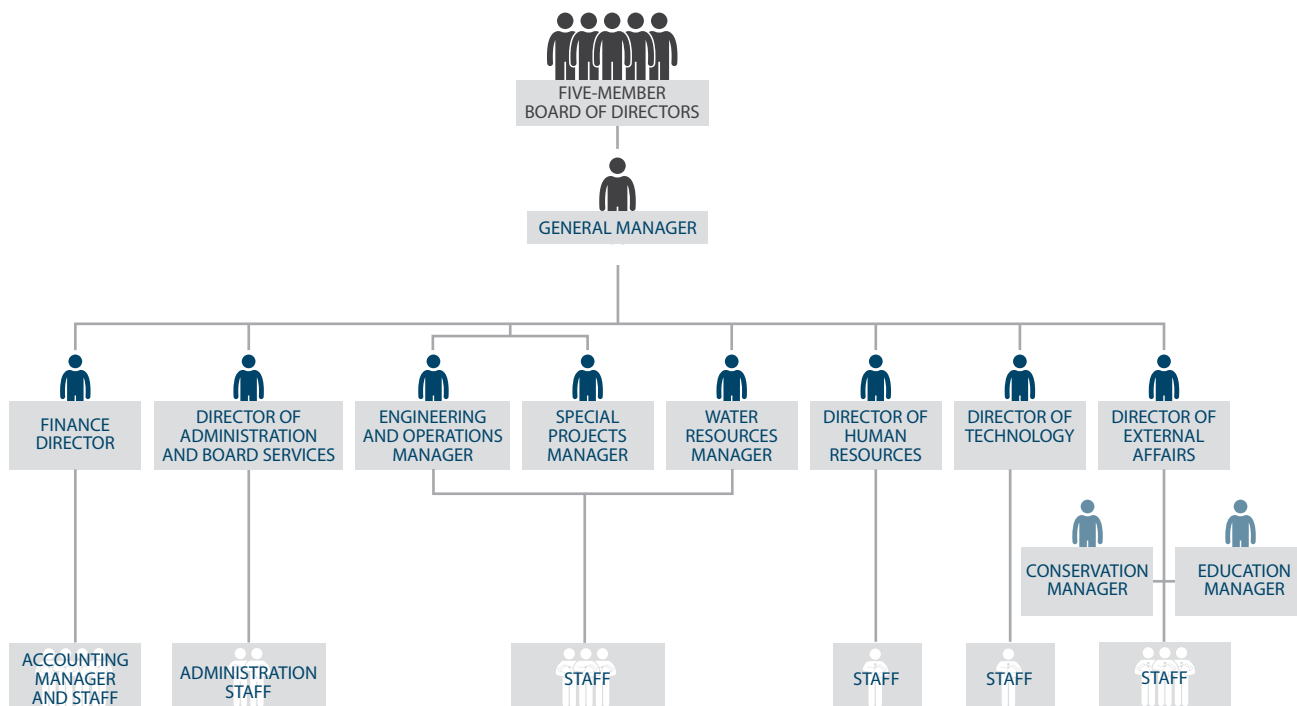 FIVE-MEMBER
BOARD OF DIRECTORS
GENERAL MANAGER
FINANCE
DIRECTOR
DIRECTOR OF
ADMINISTRATION
AND BOARD SERVICES
ENGINEERING
AND OPERATIONS
MANAGER
SPECIAL
PROJECTS
MANAGER
WATER
RESOURCES
MANAGER
DIRECTOR OF
HUMAN
RESOURCES
DIRECTOR OF
TECHNOLOGY
DIRECTOR OF
EXTERNAL
AFFAIRS
CONSERVATION
MANAGER
EDUCATION
MANAGER
ACCOUNTING
MANAGER
AND STAFF
ADMINISTRATION
STAFF
STAFF
STAFF
STAFF
STAFF